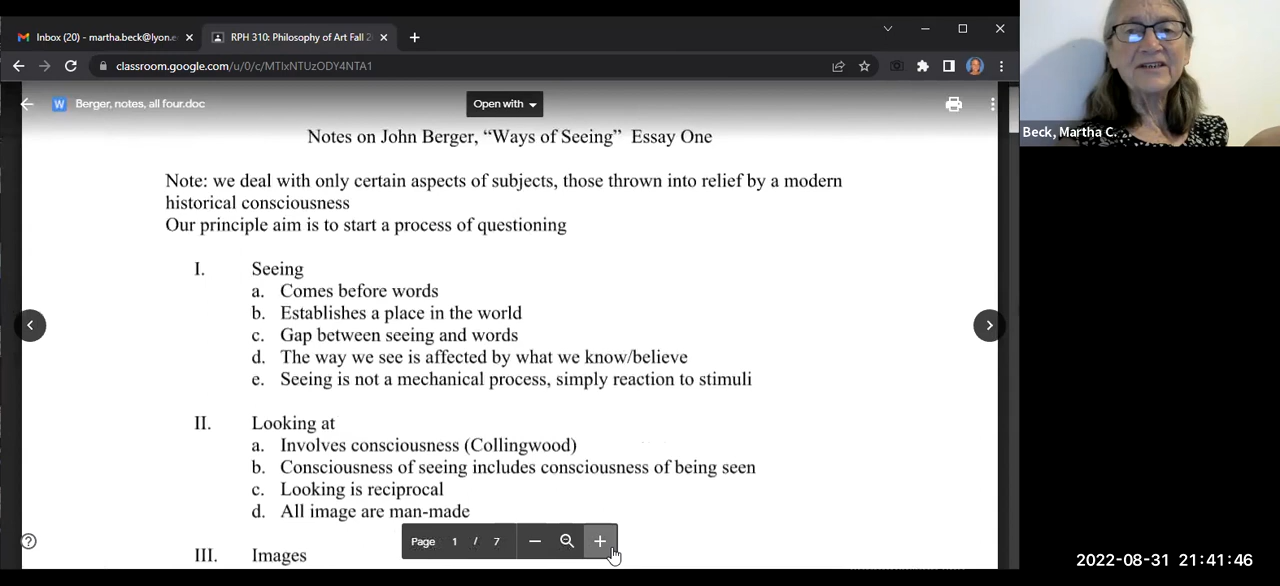 Inbox (20) - martha.beck@lyon.e
RPH 310: Philosophy of Art Fall 2
classroom.google.com/u/0/c/MTIxNTUzODY4NTA1
Berger, notes, all four.doc
Open with
Beck, Martha C.
Notes on John Berger, “Ways of Seeing” Essay One
Note: we deal with only certain aspects of subjects, those thrown into relief by a modern
historical consciousness
Our principle aim is to start a process of questioning
I. Seeing
a. Comes before words
b. Establishes a place in the world
c. Gap between seeing and words
d. The way we see is affected by what we know/believe
e. Seeing is not a mechanical process, simply reaction to stimuli
II. Looking at
a. Involves consciousness (Collingwood)
b. Consciousness of seeing includes consciousness of being seen
c. Looking is reciprocal
d. All image are man-made
Page 1 / 7
III. Images
2022-08-31 21:41:46